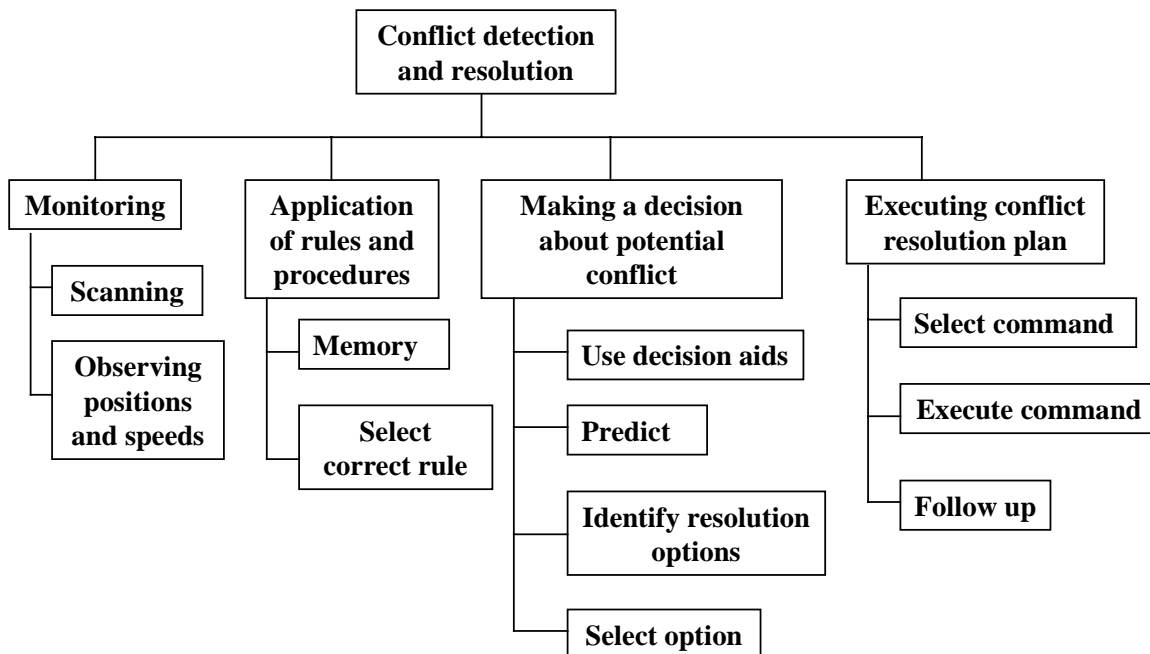 Conflict detection
and resolution
Monitoring
Scanning
Observing
positions
and speeds
Application
of rules and
procedures
Memory
Select
correct rule
Making a decision
about potential
conflict
Use decision aids
Predict
Identify resolution
options
Select option
Executing conflict
resolution plan
Select command
Execute command
Follow up